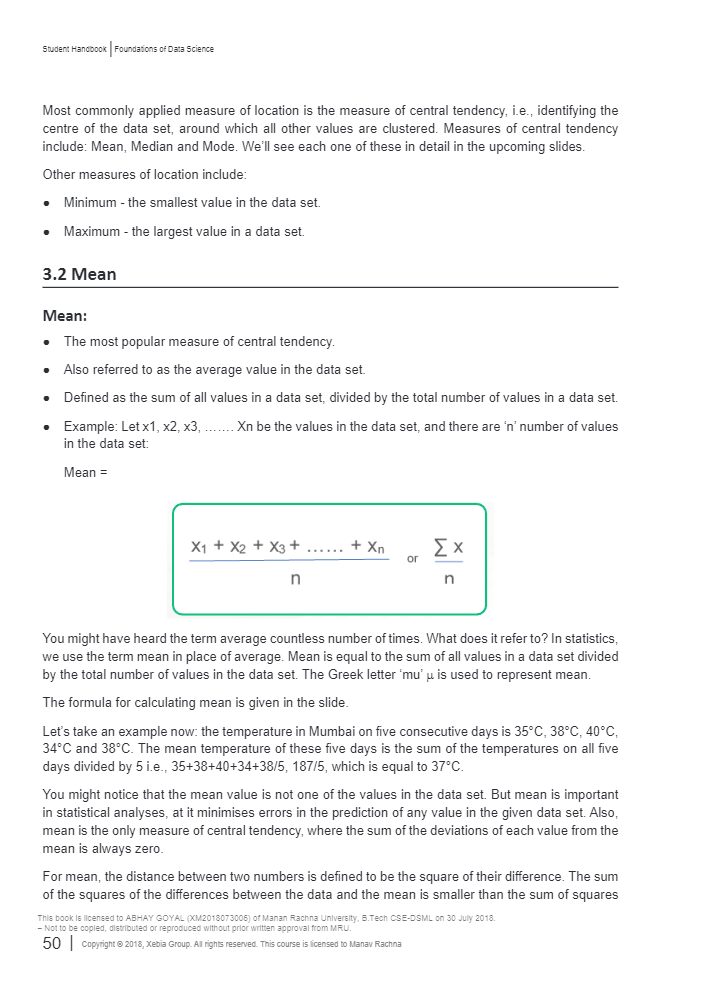 Student Handbook | Foundations of Data Science
Most commonly applied measure of location is the measure of central tendency, i.e., identifying the
centre of the data set, around which all other values are clustered. Measures of central tendency
include: Mean, Median and Mode. We'll see each one of these in detail in the upcoming slides.
Other measures of location include:
• Minimum - the smallest value in the data set.
• Maximum - the largest value in a data set.
3.2 Mean
Mean:
• The most popular measure of central tendency.
• Also referred to as the average value in the data set.
• Defined as the sum of all values in a data set, divided by the total number of values in a data set.
• Example: Let x1, x2, x3, ……. Xn be the values in the data set, and there are 'n' number of values
in the data set:
Mean =
x₁ + x₂ + x₃ + …… + xₙ or ∑ x
n n
You might have heard the term average countless number of times. What does it refer to? In statistics,
we use the term mean in place of average. Mean is equal to the sum of all values in a data set divided
by the total number of values in the data set. The Greek letter 'mu' μ is used to represent mean.
The formula for calculating mean is given in the slide.
Let's take an example now: the temperature in Mumbai on five consecutive days is 35°C, 38°C, 40°C,
34°C and 38°C. The mean temperature of these five days is the sum of the temperatures on all five
days divided by 5 i.e., 35+38+40+34+38/5, 187/5, which is equal to 37°C.
You might notice that the mean value is not one of the values in the data set. But mean is important
in statistical analyses, at it minimises errors in the prediction of any value in the given data set. Also,
mean is the only measure of central tendency, where the sum of the deviations of each value from the
mean is always zero.
For mean, the distance between two numbers is defined to be the square of their difference. The sum
of the squares of the differences between the data and the mean is smaller than the sum of squares
This book is licensed to ABHAY GOYAL (XM2018073006) of Manan Rachna University, B.Tech CSE-DSML on 30 July 2018.
– Not to be copied, distributed or reproduced without prior written approval from MRU.
50 | Copyright © 2018, Xebia Group. All rights reserved. This course is licensed to Manav Rachna